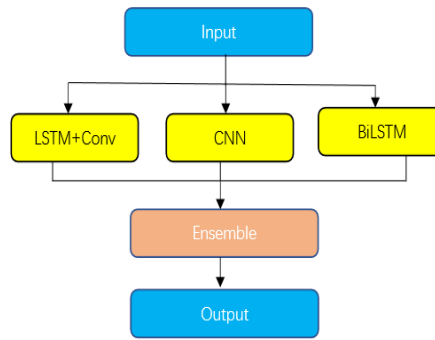 Input
LSTM+Conv
CNN
BiLSTM
Ensemble
Output